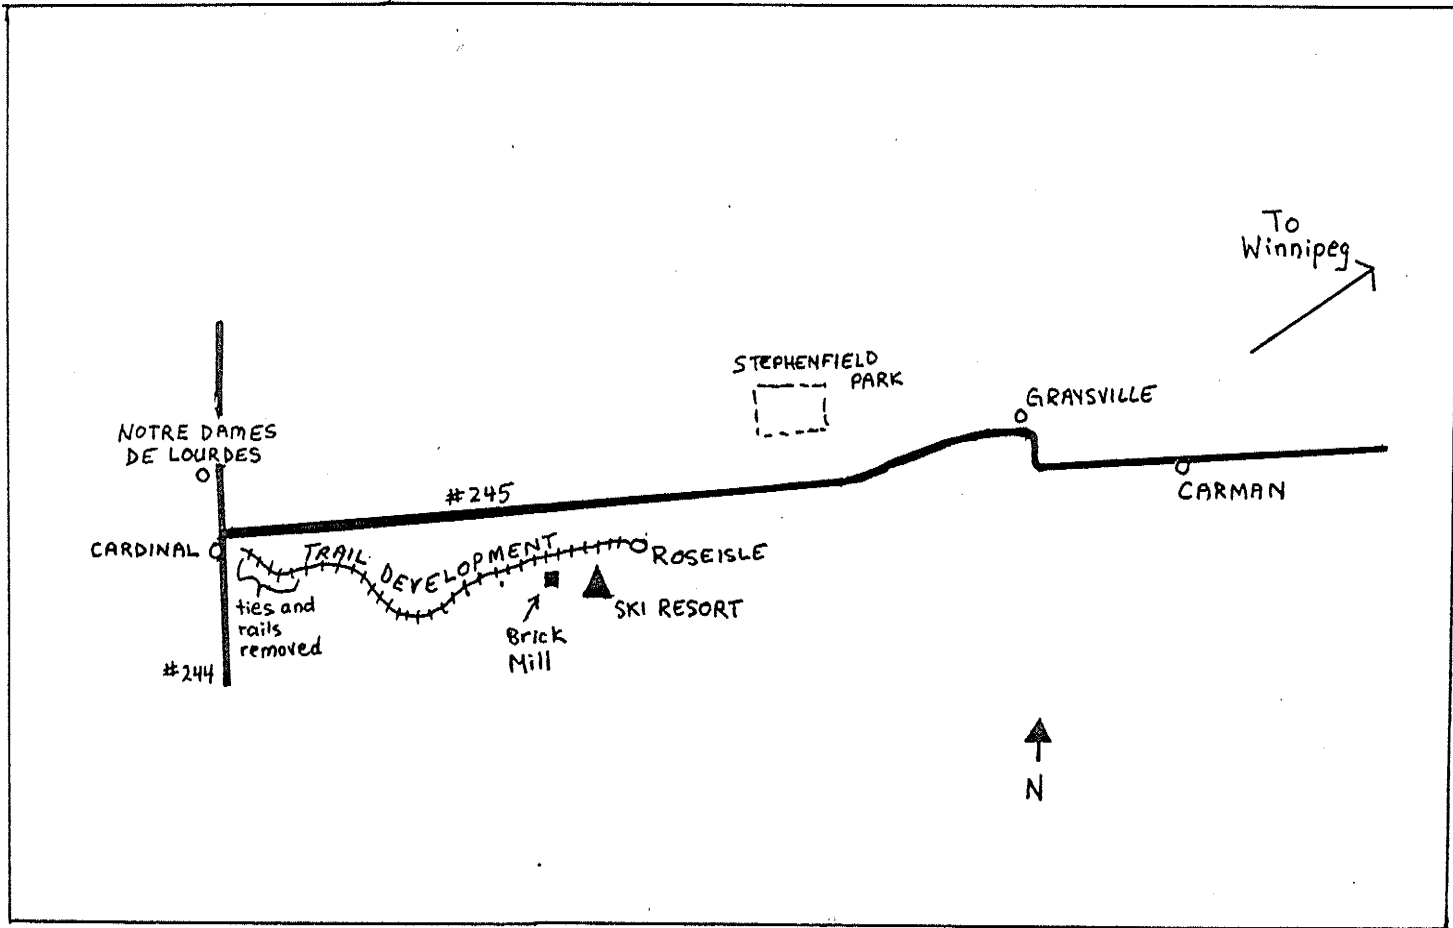 To
Winnipeg
STEPHENFIELD
PARK
GRAYSVILLE
NOTRE DAMES
DE LOURDES
#245
CARMAN
CARDINAL
TRAIL DEVELOPMENT
ROSEISLE
ties and
rails
removed
SKI RESORT
Brick
Mill
#244
N